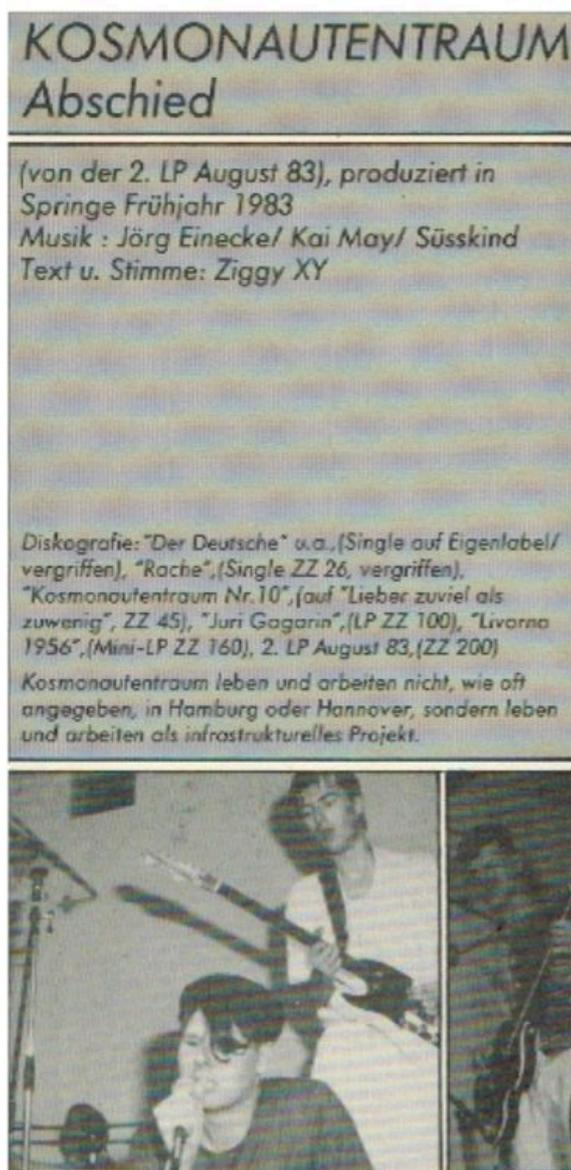 KOSMONAUTENTRAUM
Abschied
(von der 2. LP August 83), produziert in
Springe Frühjahr 1983
Musik : Jörg Einecke/ Kai May/ Süsskind
Text u. Stimme: Ziggy XY
Diskografie: "Der Deutsche" u.a.,(Single auf Eigenlabel/
vergriffen), "Rache",(Single ZZ 26, vergriffen),
"Kosmonautentraum Nr.10",(auf "Lieber zuviel als
zuwenig", ZZ 45), "Juri Gagarin",(LP ZZ 100), "Livorno
1956",(Mini-LP ZZ 160), 2. LP August 83,(ZZ 200)
Kosmonautentraum leben und arbeiten nicht, wie oft
angegeben, in Hamburg oder Hannover, sondern leben
und arbeiten als infrastrukturelles Projekt.